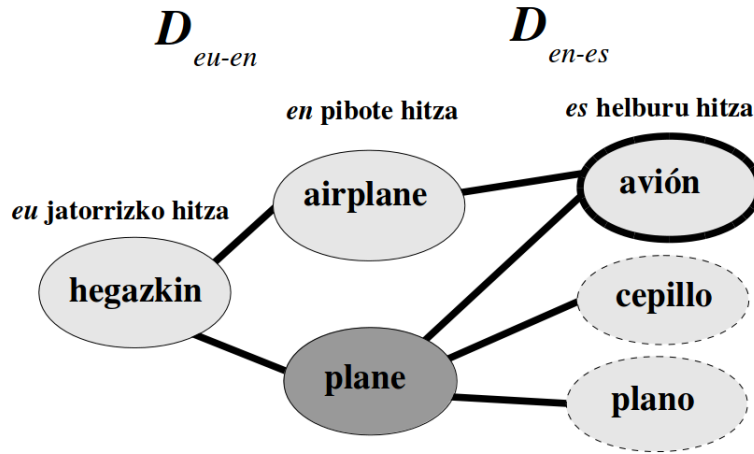 D eu-en
D en-es
en pibote hitza
es helburu hitza
eu jatorrizko hitza
airplane
avión
hegazkin
cepillo
plane
plano